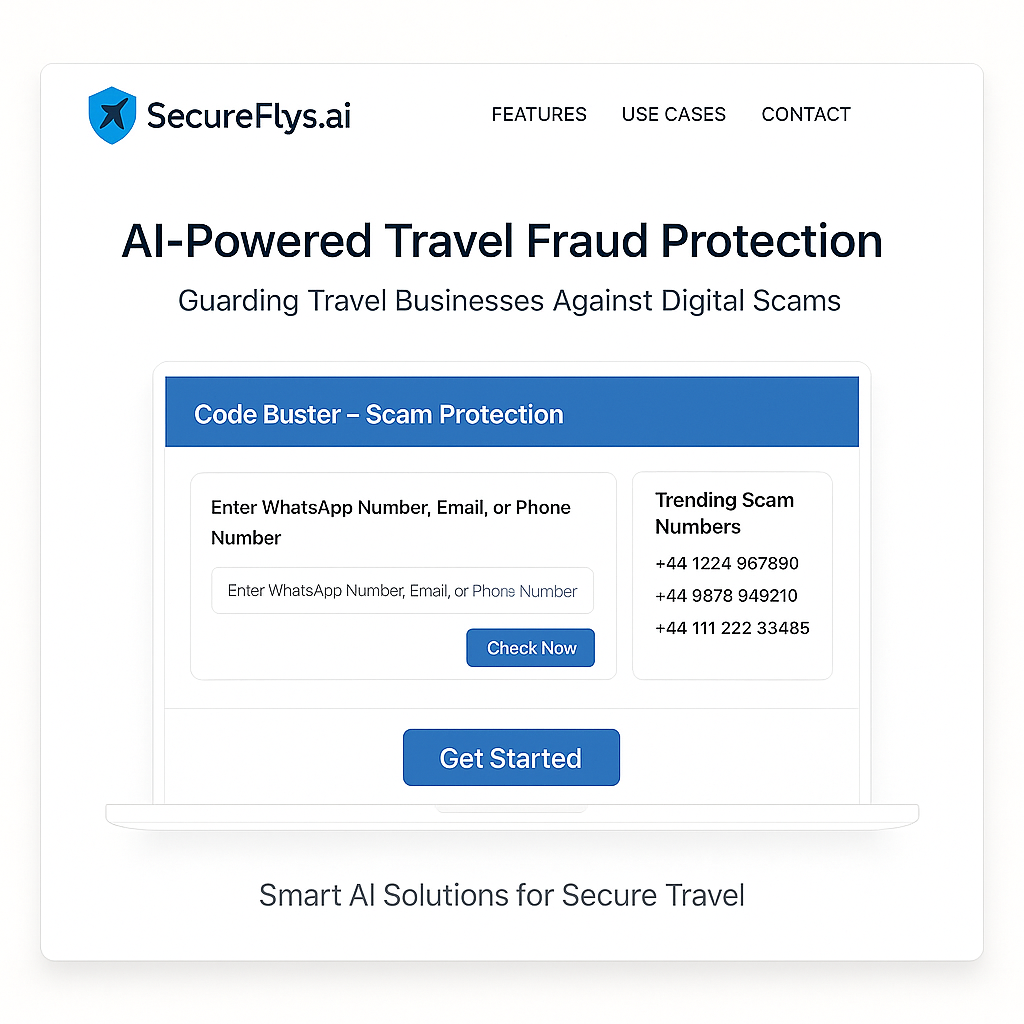 SecureFlys.ai
FEATURES USE CASES CONTACT
AI-Powered Travel Fraud Protection
Guarding Travel Businesses Against Digital Scams
Code Buster – Scam Protection
Enter WhatsApp Number, Email, or Phone
Number
Enter WhatsApp Number, Email, or Phone Number
Check Now
Trending Scam
Numbers
+44 1224 967890
+44 9878 949210
+44 111 222 33485
Get Started
Smart AI Solutions for Secure Travel